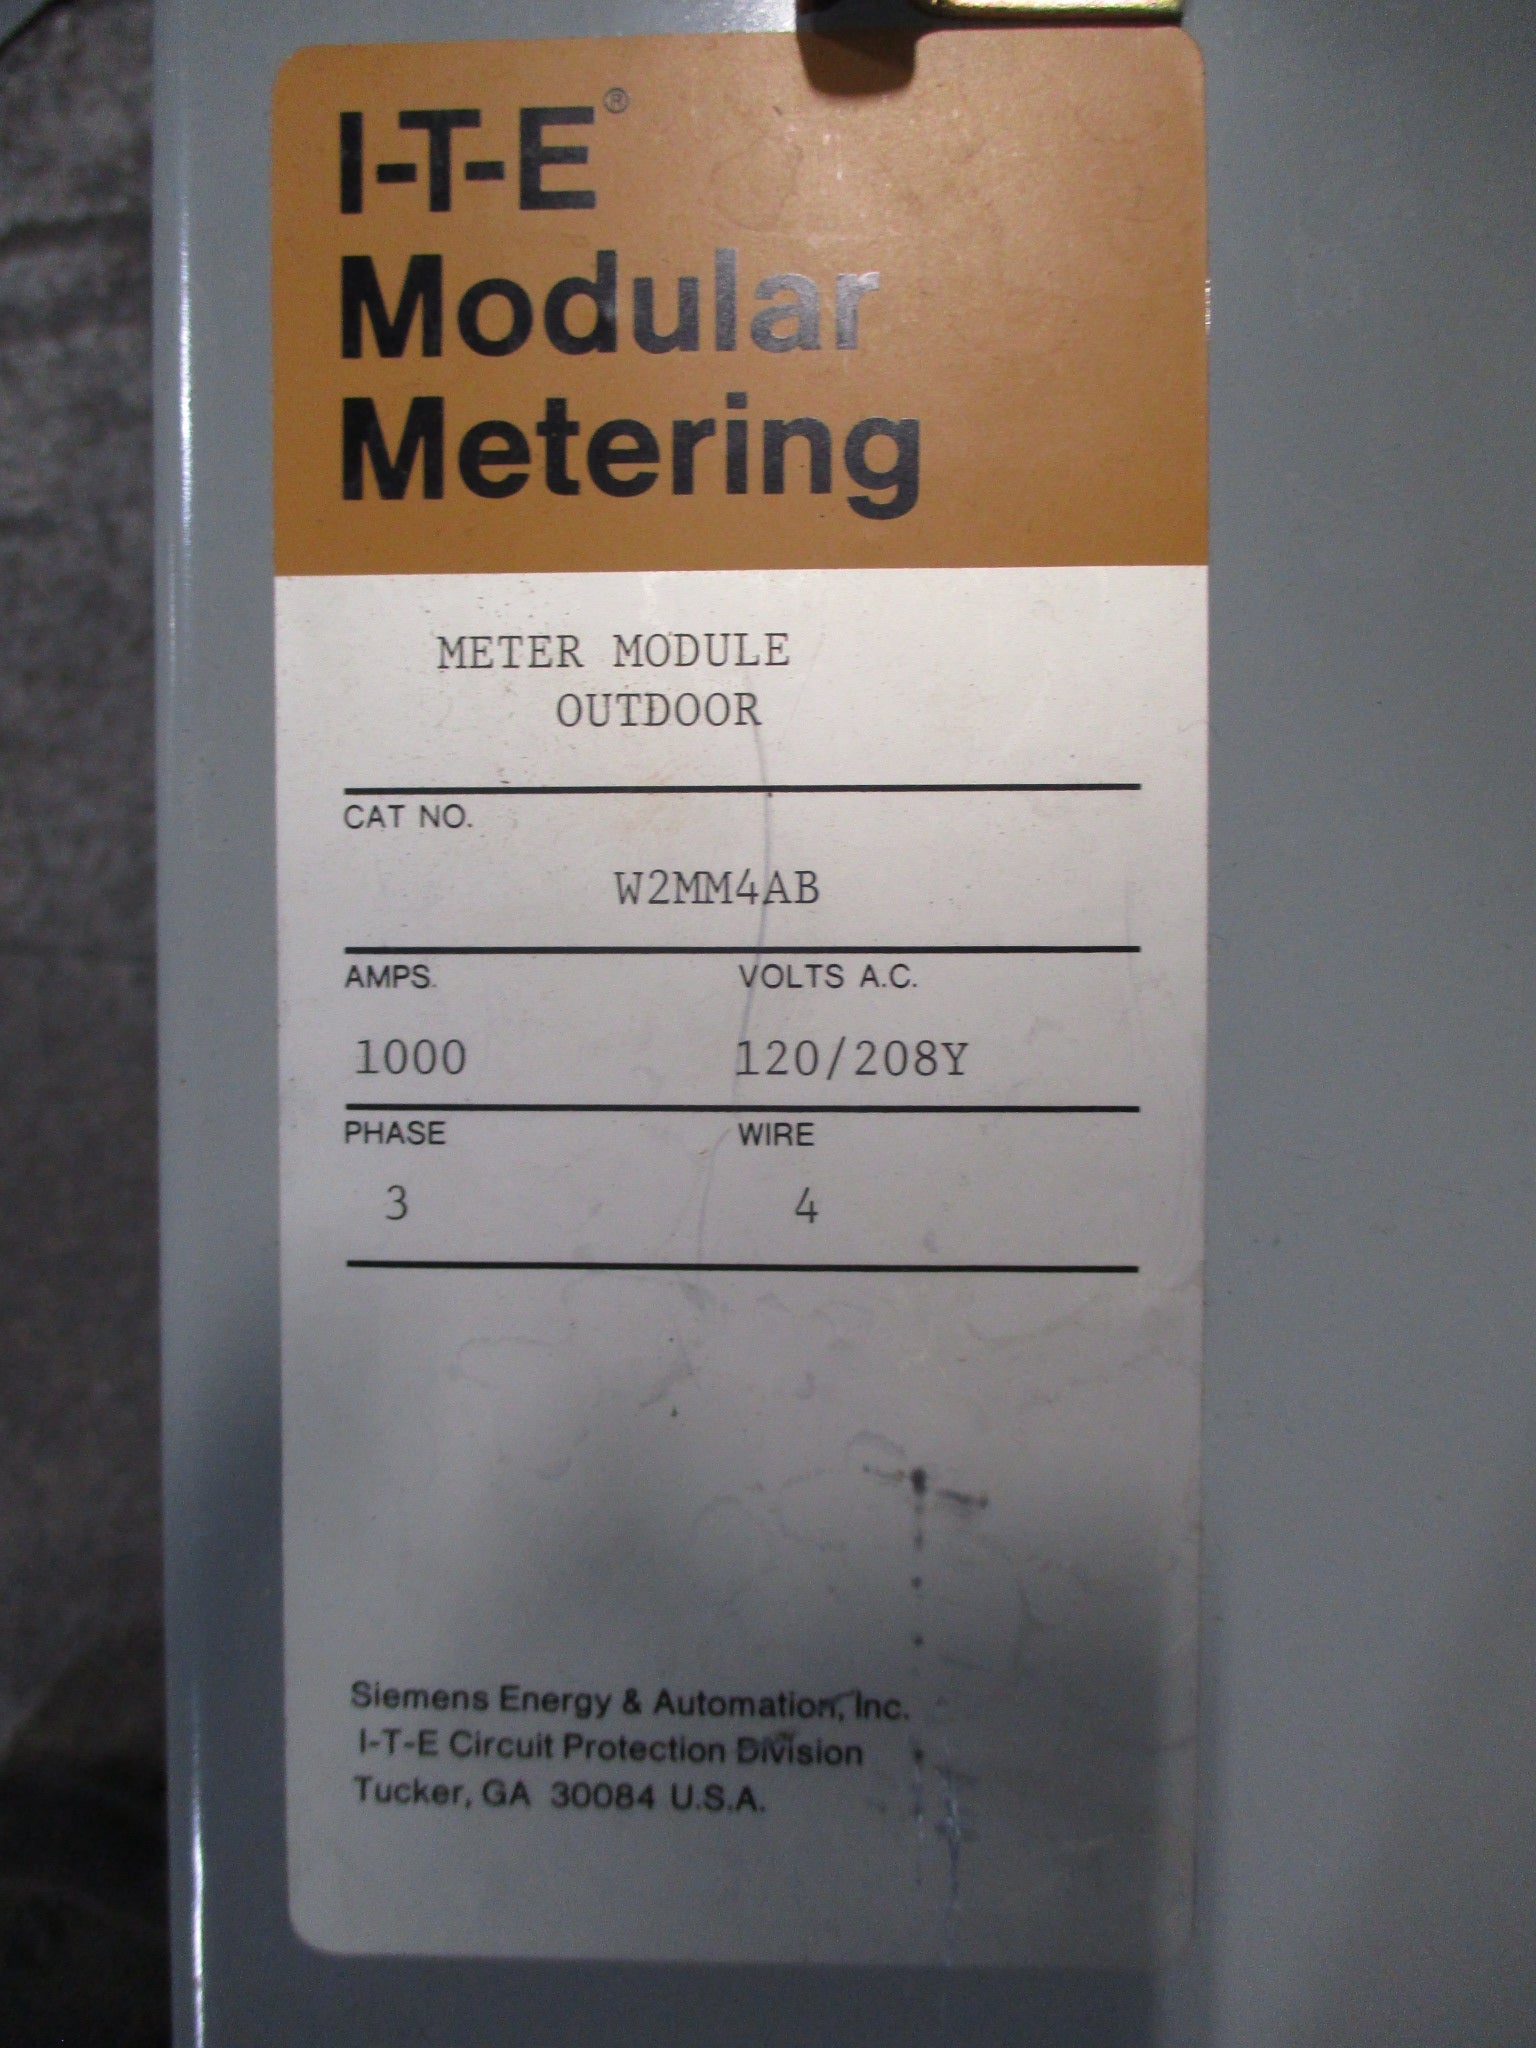 I-T-E®
Modular
Metering
METER MODULE
OUTDOOR
CAT NO.
W2MM4AB
AMPS. VOLTS A.C.
1000 120/208Y
PHASE WIRE
3 4
Siemens Energy & Automation, Inc.
I-T-E Circuit Protection Division
Tucker, GA 30084 U.S.A.